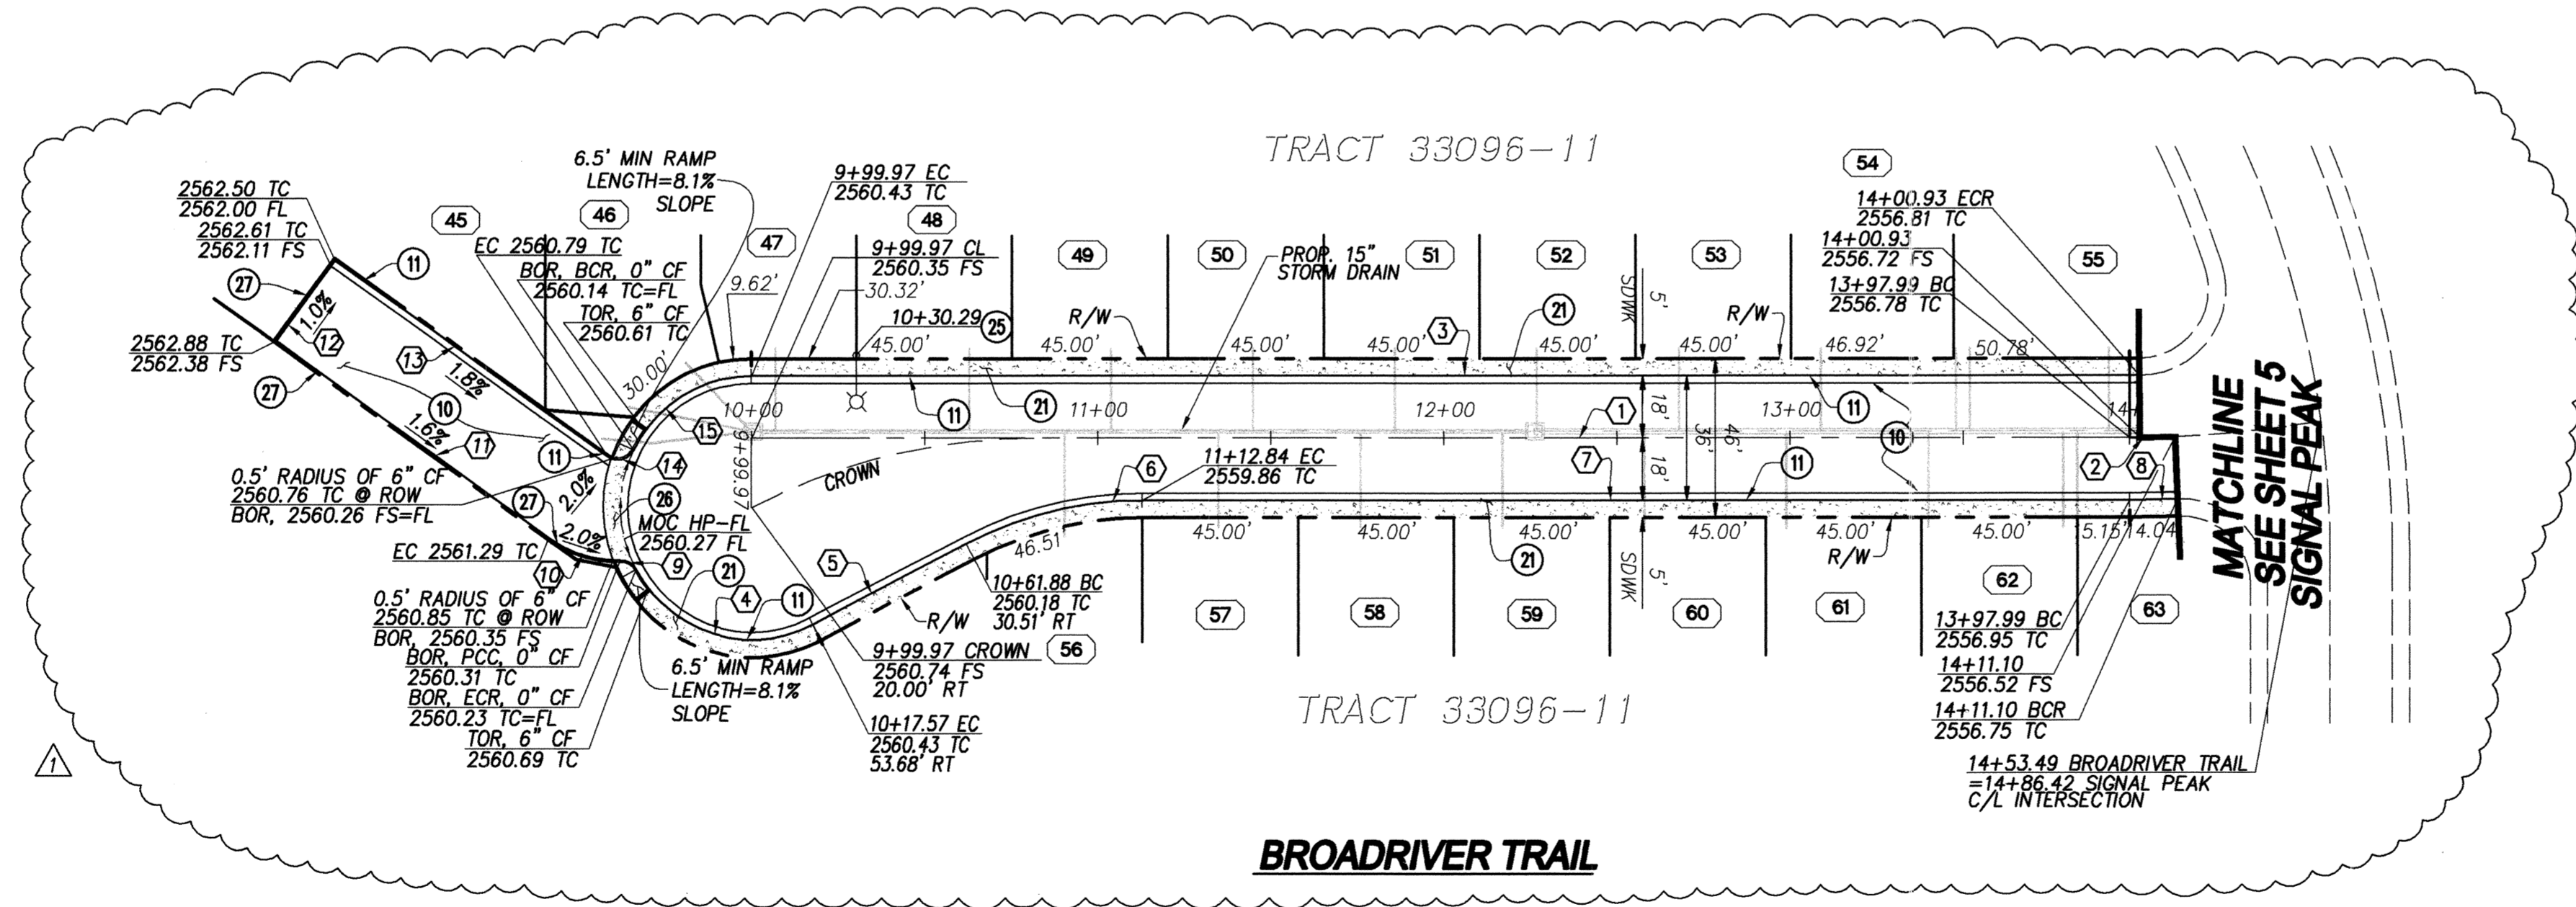 TRACT 33096-11
54
6.5' MIN RAMP
LENGTH=8.1%
SLOPE
9+99.97 EC
2560.43 TC
2562.50 TC
2562.00 FL
2562.61 TC
2562.11 FS
45
46
47
48
49
50
51
52
53
55
14+00.93 ECR
2556.81 TC
14+00.93
2556.72 FS
13+97.99 BC
2556.78 TC
EC 2560.79 TC
BCR, BCR, 0" CF
2560.14 TC=FL
TOR, 6" CF
2560.61 TC
9+99.97 CL
2560.35 FS
9.62'
30.32'
10+30.29
25
PROP. 15"
STORM DRAIN
R/W
5'
SDWK
R/W
3
21
45.00'
45.00'
45.00'
45.00'
45.00'
45.00'
46.92'
50.78'
27
11
1.0%
12
2562.88 TC
2562.38 FS
13
1.8%
10
1.6%
11
27
30.00'
15
11
21
11
10+00
11+00
12+00
13+00
14+
1
18'
18'
46'
36'
10
11
7
2
8
MATCHLINE
SEE SHEET 5
SIGNAL PEAK
11
14
2.0%
26
9+99.97
CROWN
6
11+12.84 EC
2559.86 TC
0.5' RADIUS OF 6" CF
2560.76 TC @ ROW
BOR, 2560.26 FS=FL
27
2.0%
MOC HP-FL
2560.27 FL
EC 2561.29 TC
10
9
21
4
11
5
46.51'
R/W
10+61.88 BC
2560.18 TC
30.51' RT
45.00'
45.00'
45.00'
45.00'
45.00'
45.00'
5.15'
14.04'
21
5'
SDWK
R/W
0.5' RADIUS OF 6" CF
2560.85 TC @ ROW
BOR, 2560.35 FS
BOR, PCC, 0" CF
2560.31 TC
BOR, ECR, 0" CF
2560.23 TC=FL
TOR, 6" CF
2560.69 TC
6.5' MIN RAMP
LENGTH=8.1%
SLOPE
9+99.97 CROWN
2560.74 FS
20.00' RT
10+17.57 EC
2560.43 TC
53.68' RT
56
57
58
59
60
61
62
63
13+97.99 BC
2556.95 TC
14+11.10
2556.52 FS
14+11.10 BCR
2556.75 TC
14+53.49 BROADRIVER TRAIL
=14+86.42 SIGNAL PEAK
C/L INTERSECTION
TRACT 33096-11
1
BROADRIVER TRAIL